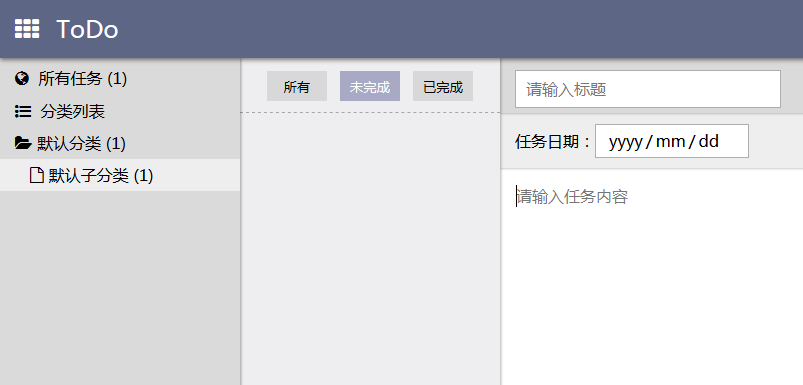 ToDo
所有任务 (1)
分类列表
默认分类 (1)
默认子分类 (1)
所有 未完成 已完成
请输入标题
任务日期：yyyy/mm/dd
请输入任务内容